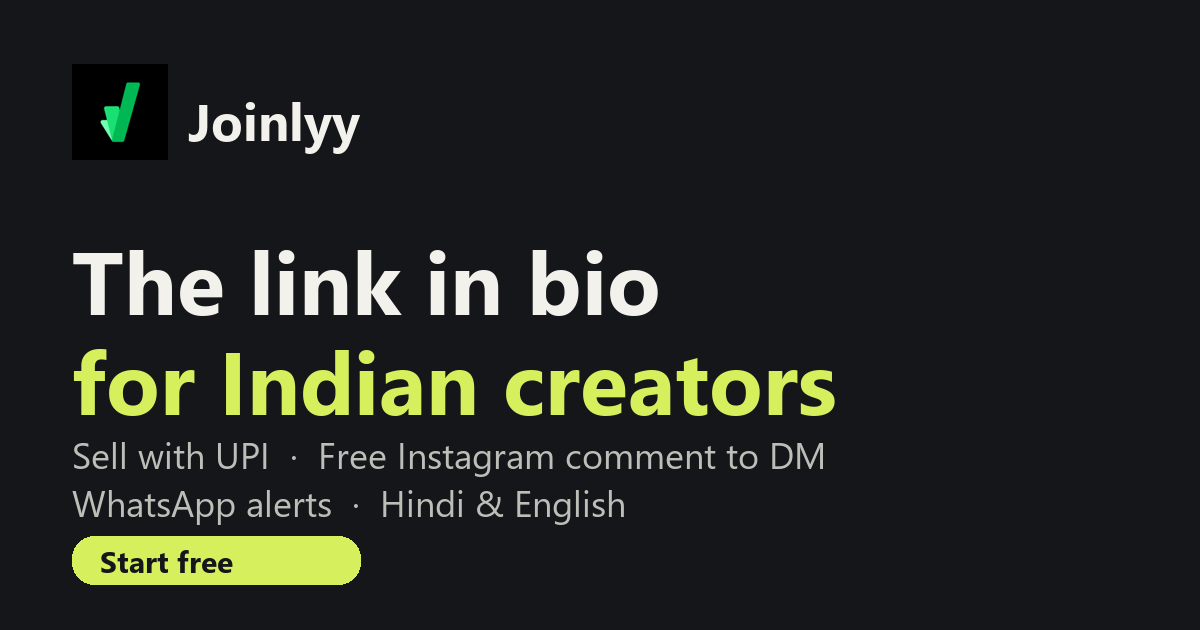 Joinlyy
The link in bio
for Indian creators
Sell with UPI · Free Instagram comment to DM
WhatsApp alerts · Hindi & English
Start free